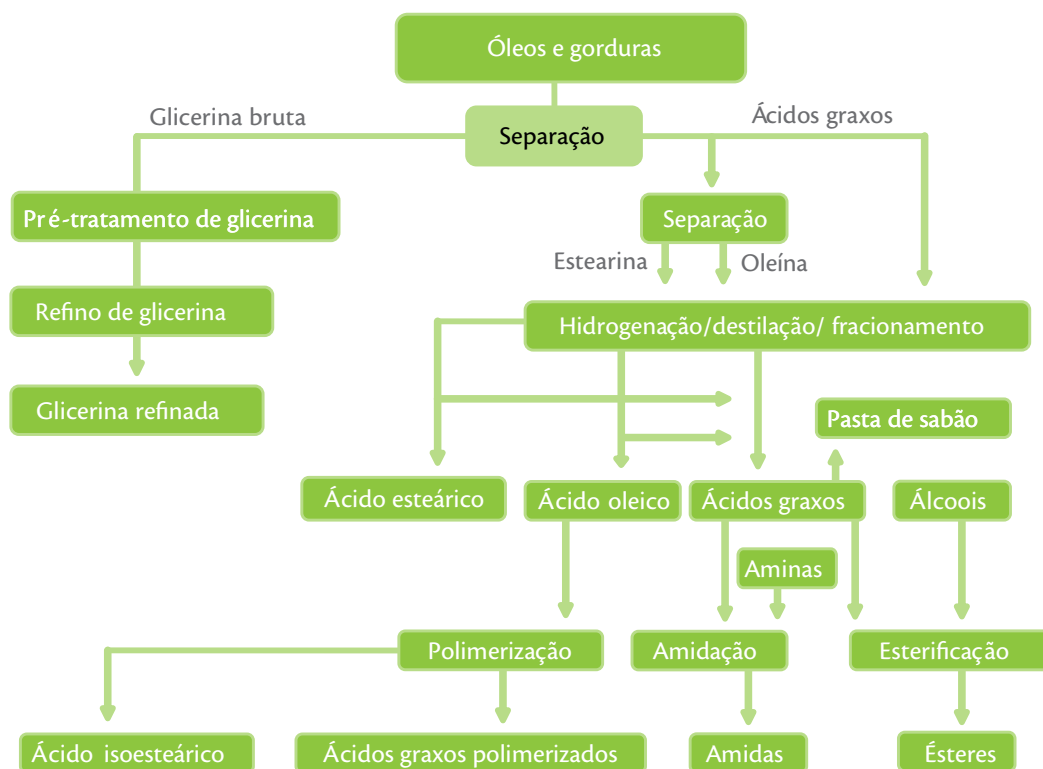 Óleos e gorduras
Glicerina bruta
Ácidos graxos
Separação
Pré-tratamento de glicerina
Separação
Estearina
Oleína
Refino de glicerina
Hidrogenação/destilação/ fracionamento
Glicerina refinada
Pasta de sabão
Ácido esteárico
Ácido oleico
Ácidos graxos
Álcoois
Aminas
Polimerização
Amidação
Esterificação
Ácido isoesteárico
Ácidos graxos polimerizados
Amidas
Ésteres